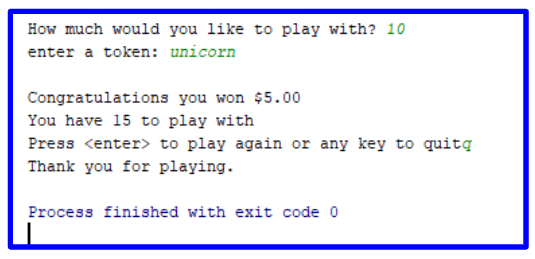 How much would you like to play with? 10
enter a token: unicorn
Congratulations you won $5.00
You have 15 to play with
Press <enter> to play again or any key to quitq
Thank you for playing.
Process finished with exit code 0